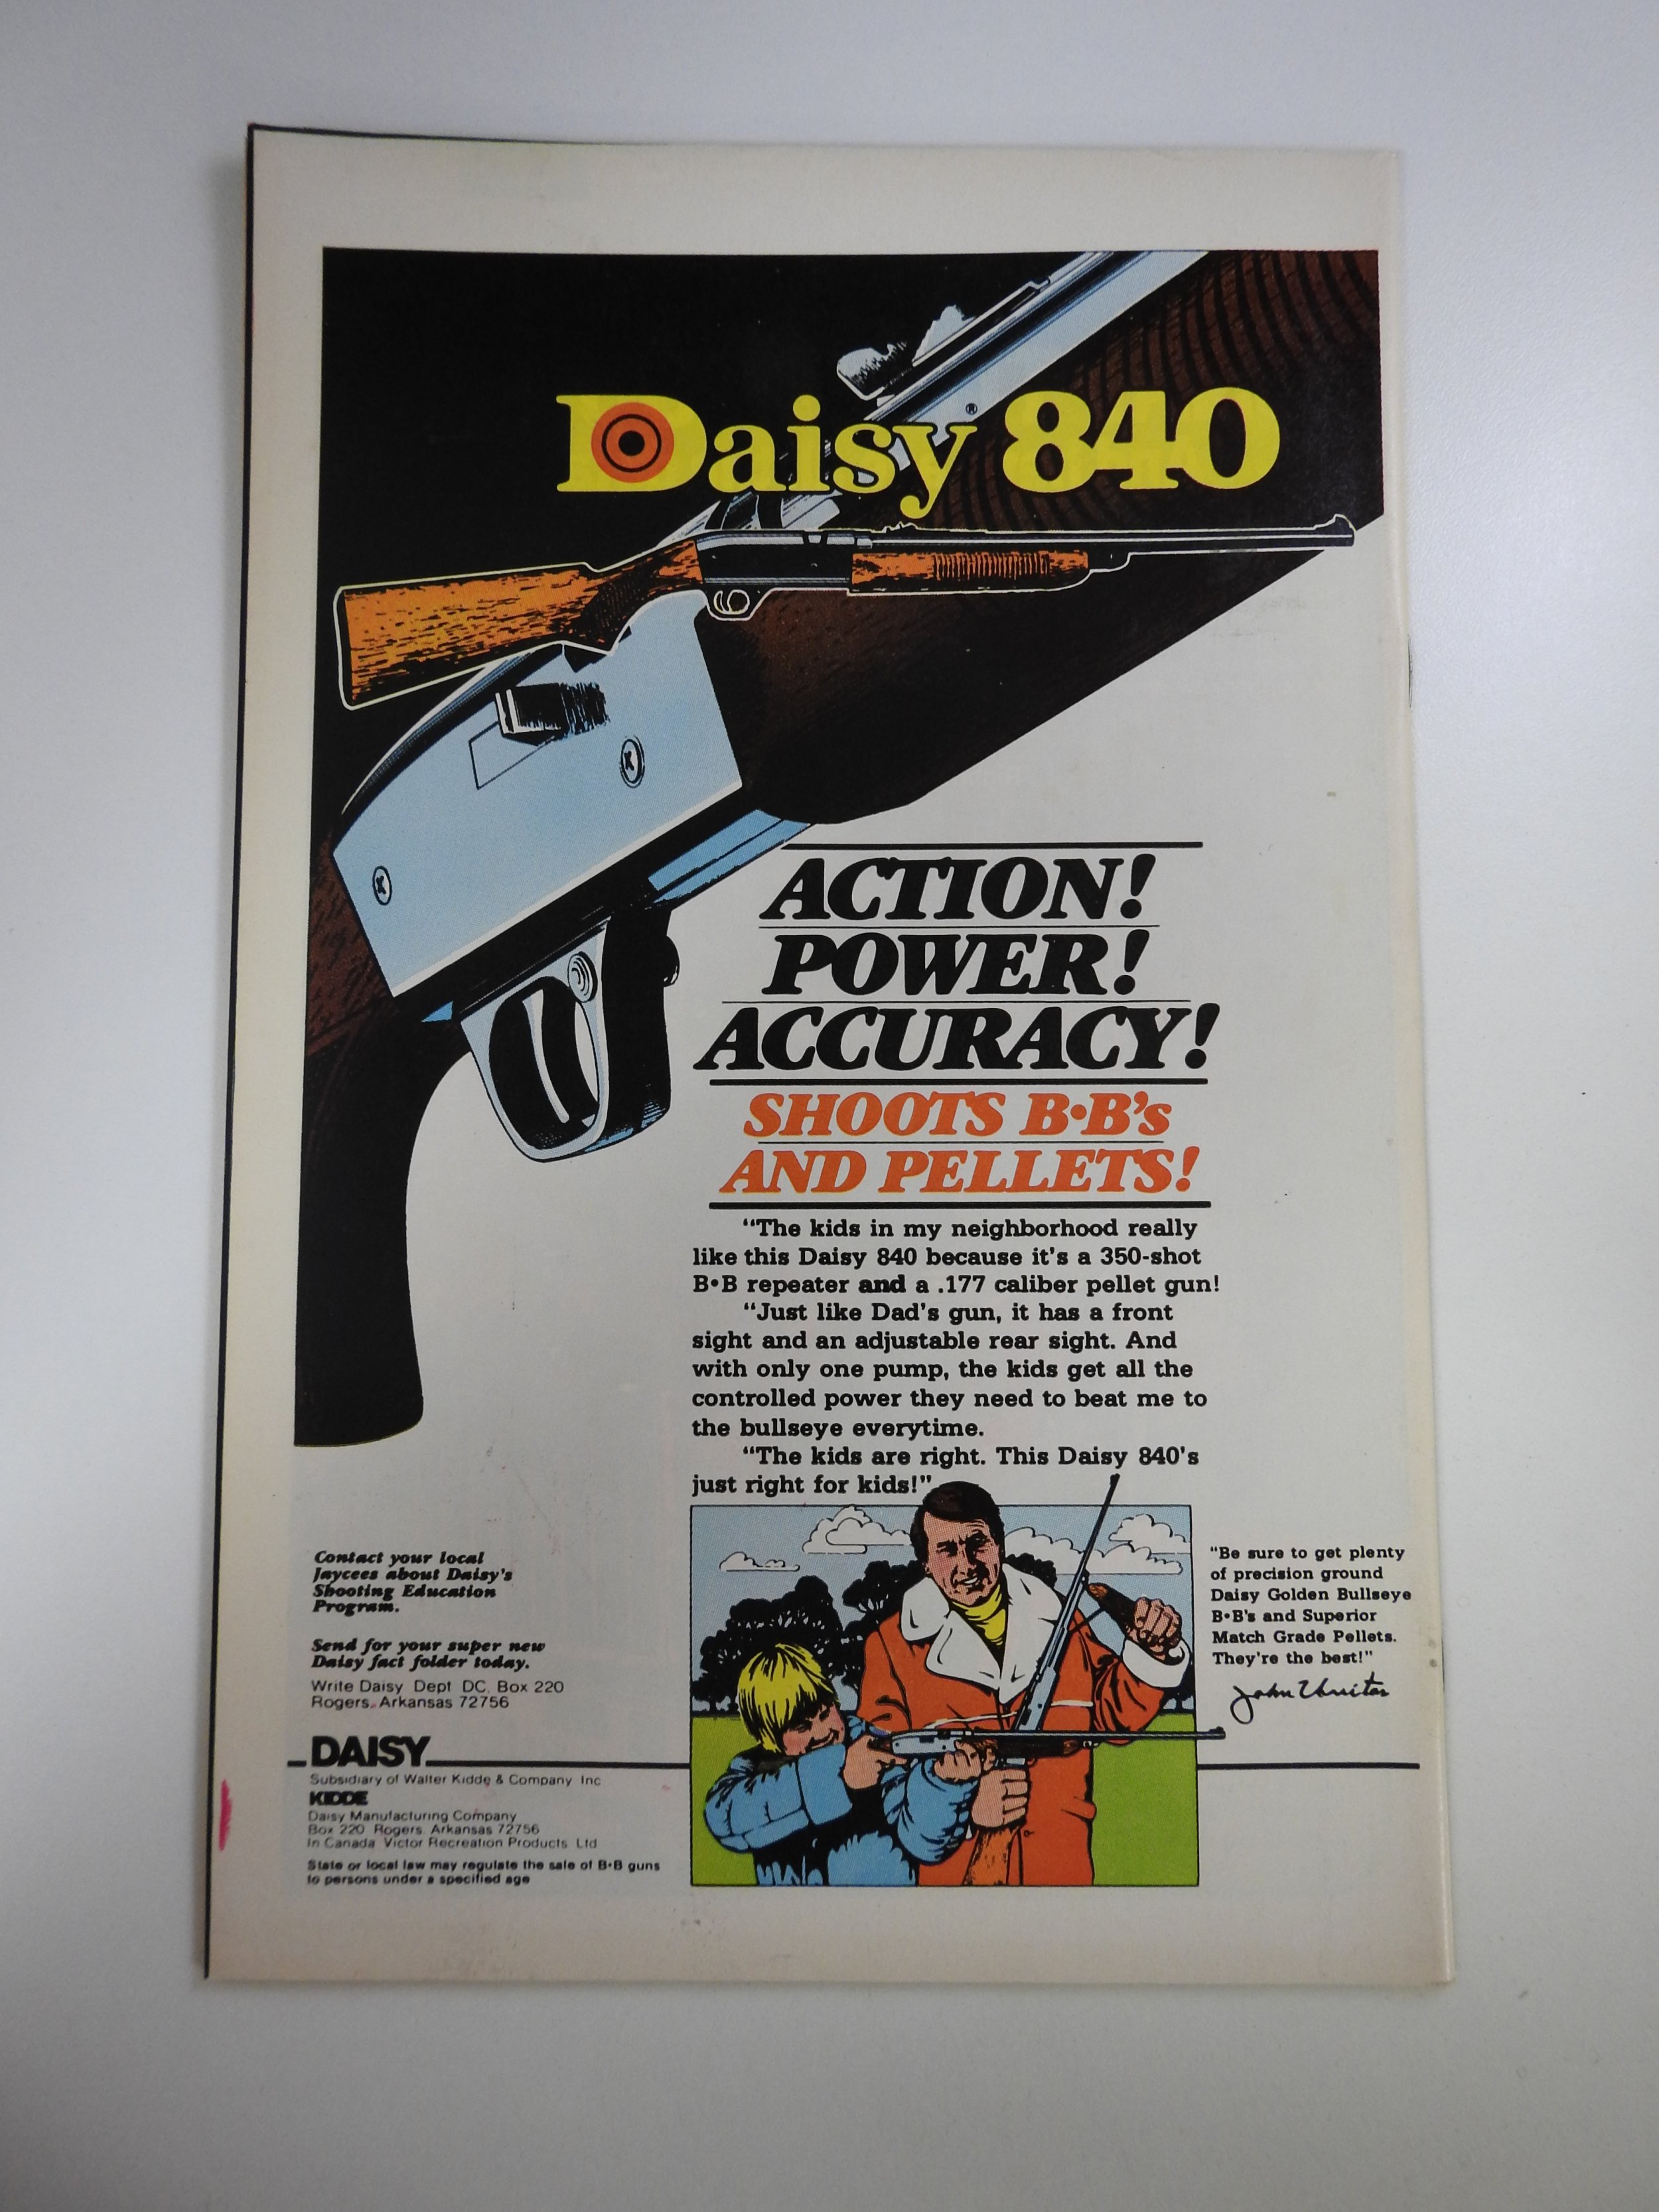 Daisy® 840
ACTION!
POWER!
ACCURACY!
SHOOTS B•B's
AND PELLETS!
"The kids in my neighborhood really
like this Daisy 840 because it's a 350-shot
B•B repeater and a .177 caliber pellet gun!
"Just like Dad's gun, it has a front
sight and an adjustable rear sight. And
with only one pump, the kids get all the
controlled power they need to beat me to
the bullseye everytime.
"The kids are right. This Daisy 840's
just right for kids!"
Contact your local
Jaycees about Daisy's
Shooting Education
Program.
Send for your super new
Daisy fact folder today.
Write Daisy Dept DC, Box 220
Rogers, Arkansas 72756
DAISY
Subsidiary of Walter Kidde & Company Inc
KIDDE
Daisy Manufacturing Company
Box 220 Rogers, Arkansas 72756
In Canada Victor Recreation Products Ltd
State or local law may regulate the sale of B•B guns
to persons under a specified age
"Be sure to get plenty
of precision ground
Daisy Golden Bullseye
B•B's and Superior
Match Grade Pellets.
They're the best!"
John Unitas